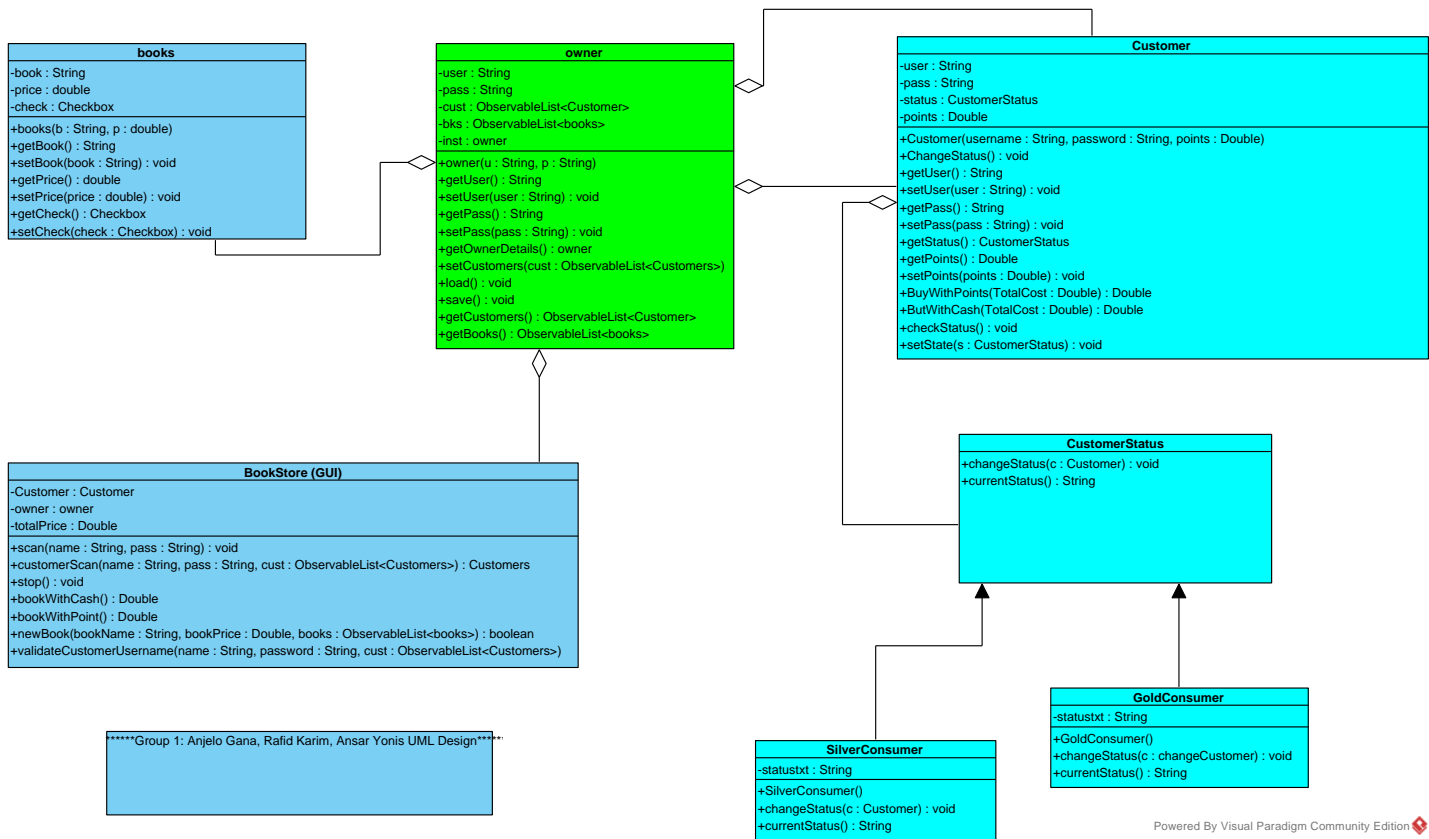 books
-book : String
-price : double
-check : Checkbox
+books(b : String, p : double)
+getBook() : String
+setBook(book : String) : void
+getPrice() : double
+setPrice(price : double) : void
+getCheck() : Checkbox
+setCheck(check : Checkbox) : void
owner
-user : String
-pass : String
-cust : ObservableList<Customer>
-bks : ObservableList<books>
-inst : owner
+owner(u : String, p : String)
+getUser() : String
+setUser(user : String) : void
+getPass() : String
+setPass(pass : String) : void
+getOwnerDetails() : owner
+setCustomers(cust : ObservableList<Customers>)
+load() : void
+save() : void
+getCustomers() : ObservableList<Customer>
+getBooks() : ObservableList<books>
Customer
-user : String
-pass : String
-status : CustomerStatus
-points : Double
+Customer(username : String, password : String, points : Double)
+ChangeStatus() : void
+getUser() : String
+setUser(user : String) : void
+getPass() : String
+setPass(pass : String) : void
+getStatus() : CustomerStatus
+getPoints() : Double
+setPoints(points : Double) : void
+BuyWithPoints(TotalCost : Double) : Double
+ButWithCash(TotalCost : Double) : Double
+checkStatus() : void
+setState(s : CustomerStatus) : void
BookStore (GUI)
-Customer : Customer
-owner : owner
-totalPrice : Double
+scan(name : String, pass : String) : void
+customerScan(name : String, pass : String, cust : ObservableList<Customers>) : Customers
+stop() : void
+bookWithCash() : Double
+bookWithPoint() : Double
+newBook(bookName : String, bookPrice : Double, books : ObservableList<books>) : boolean
+validateCustomerUsername(name : String, password : String, cust : ObservableList<Customers>)
CustomerStatus
+changeStatus(c : Customer) : void
+currentStatus() : String
GoldConsumer
-statustxt : String
+GoldConsumer()
+changeStatus(c : changeCustomer) : void
+currentStatus() : String
SilverConsumer
-statustxt : String
+SilverConsumer()
+changeStatus(c : Customer) : void
+currentStatus() : String
******Group 1: Anjelo Gana, Rafid Karim, Ansar Yonis UML Design******
Powered By Visual Paradigm Community Edition